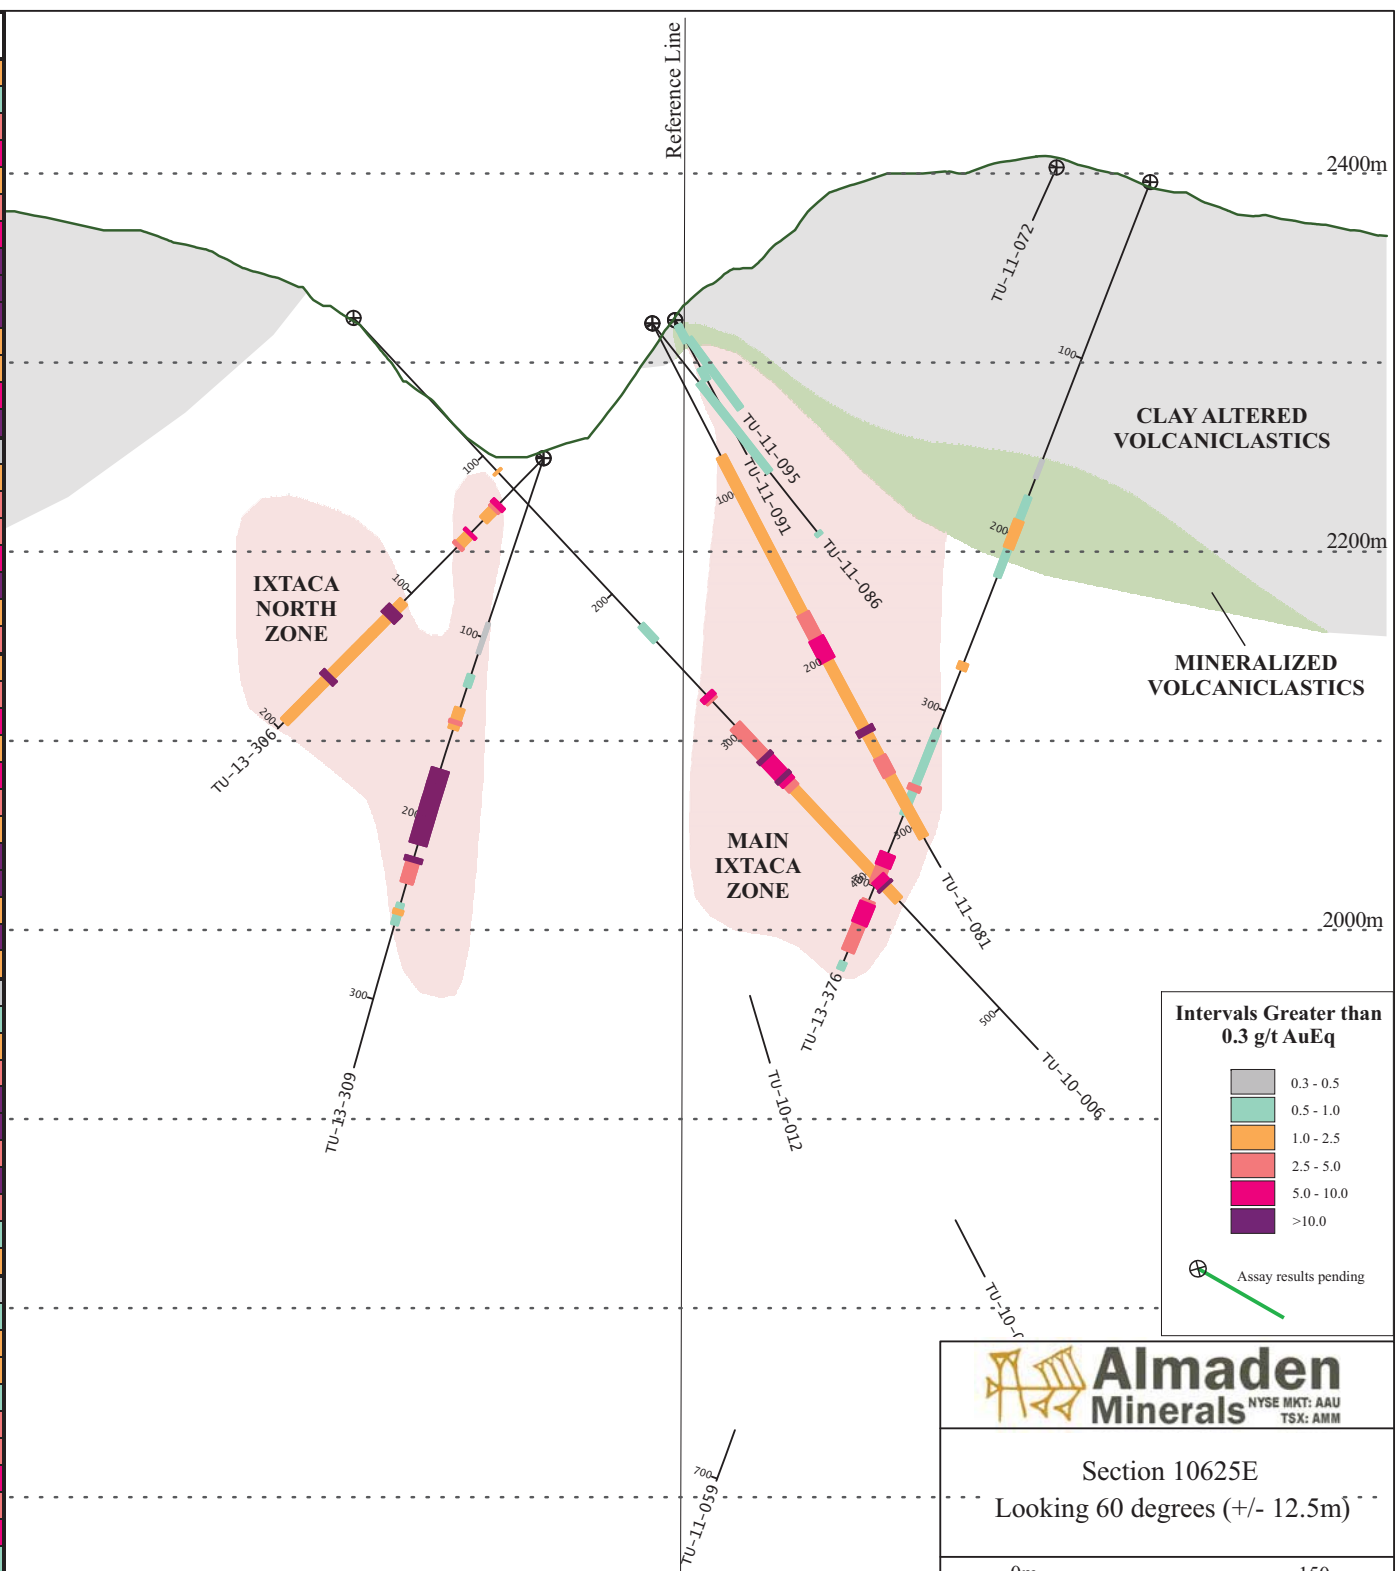 Reference Line
2400m
TU-11-072
100
CLAY ALTERED
VOLCANICLASTICS
TU-11-095
TU-11-091
100
100
200
2200m
TU-11-086
IXTACA
NORTH
ZONE
100
200
100
MINERALIZED
VOLCANICLASTICS
200
300
200
TU-13-306
300
200
300
MAIN
IXTACA
ZONE
400
TU-11-081
2000m
300
TU-13-376
500
TU-13-309
TU-10-012
TU-10-006
Intervals Greater than
0.3 g/t AuEq
0.3 - 0.5
0.5 - 1.0
1.0 - 2.5
2.5 - 5.0
5.0 - 10.0
>10.0
Assay results pending
TU-10-
Almaden
Minerals NYSE MKT: AAU
TSX: AMM
700
TU-11-059
Section 10625E
Looking 60 degrees (+/- 12.5m)
0m 150